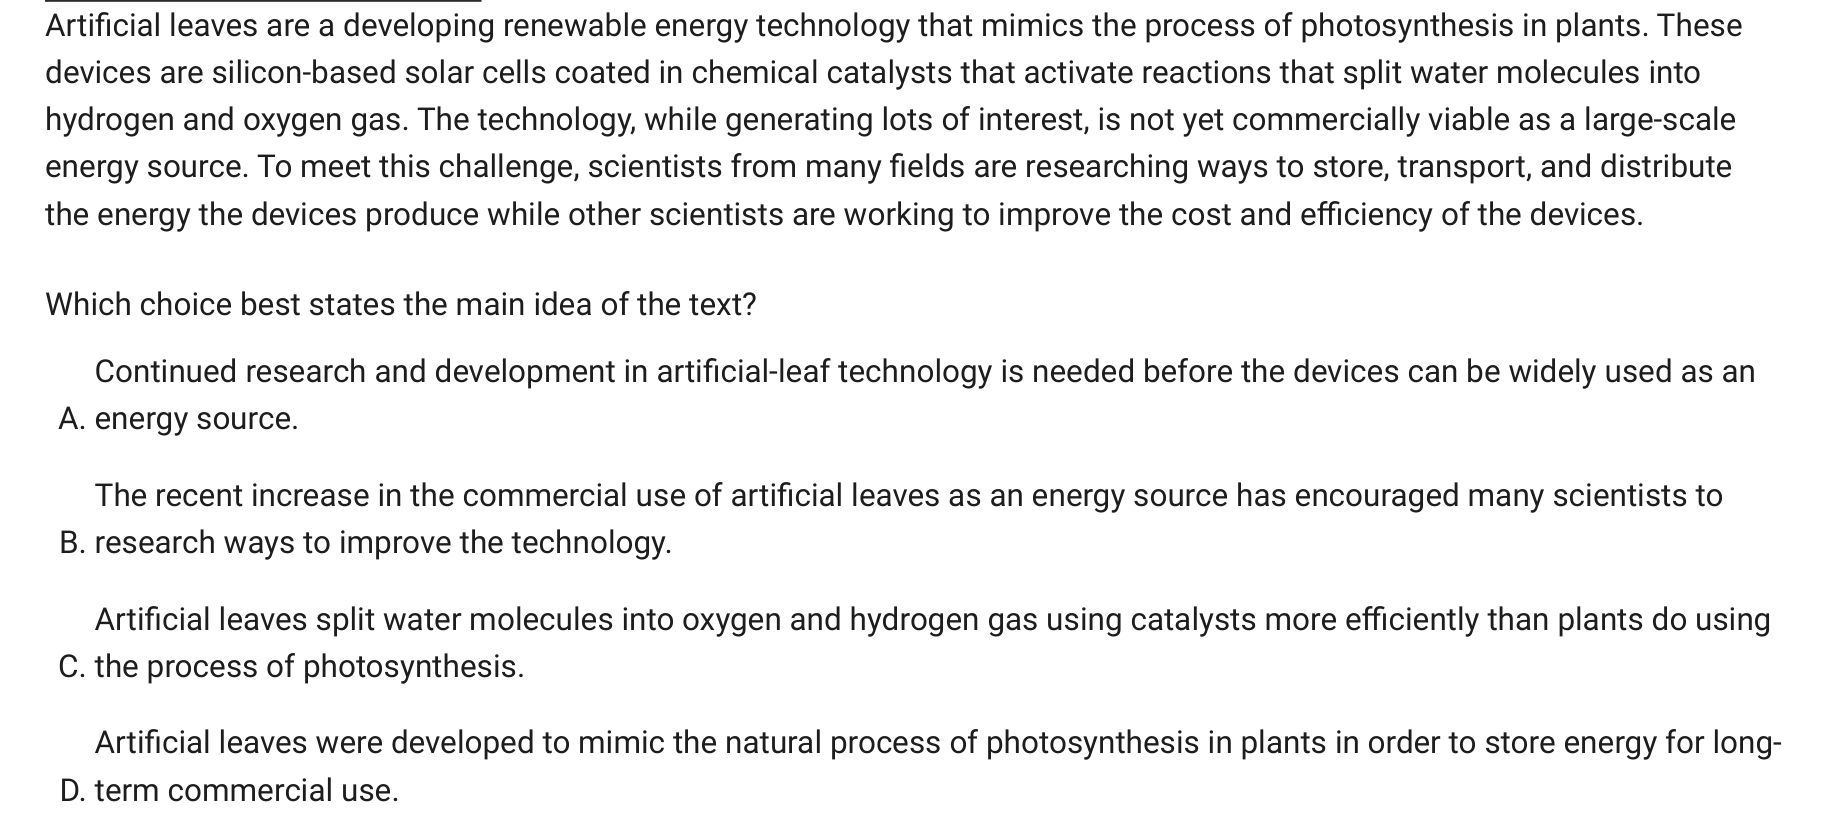 Artificial leaves are a developing renewable energy technology that mimics the process of photosynthesis in plants. These
devices are silicon-based solar cells coated in chemical catalysts that activate reactions that split water molecules into
hydrogen and oxygen gas. The technology, while generating lots of interest, is not yet commercially viable as a large-scale
energy source. To meet this challenge, scientists from many fields are researching ways to store, transport, and distribute
the energy the devices produce while other scientists are working to improve the cost and efficiency of the devices.
Which choice best states the main idea of the text?
Continued research and development in artificial-leaf technology is needed before the devices can be widely used as an
A. energy source.
The recent increase in the commercial use of artificial leaves as an energy source has encouraged many scientists to
B. research ways to improve the technology.
Artificial leaves split water molecules into oxygen and hydrogen gas using catalysts more efficiently than plants do using
C. the process of photosynthesis.
Artificial leaves were developed to mimic the natural process of photosynthesis in plants in order to store energy for long-
D. term commercial use.